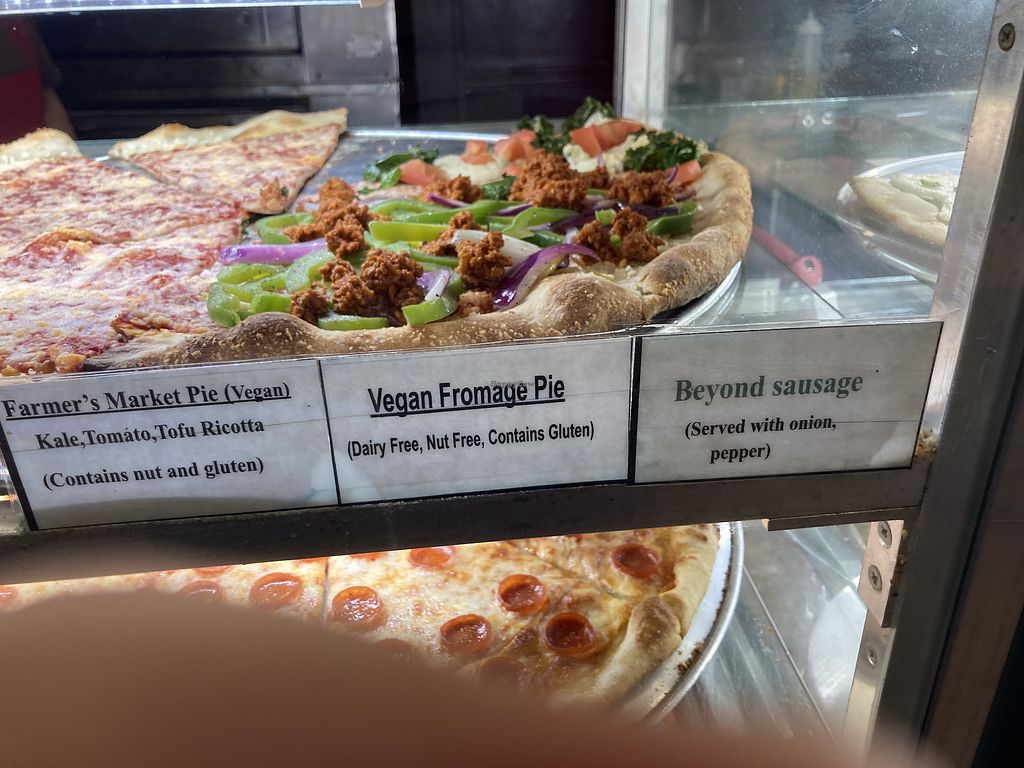 Farmer's Market Pie (Vegan)
Kale,Tomáto,Tofu Ricotta
(Contains nut and gluten)
Vegan Fromage Pie
(Dairy Free, Nut Free, Contains Gluten)
Beyond sausage
(Served with onion,
pepper)